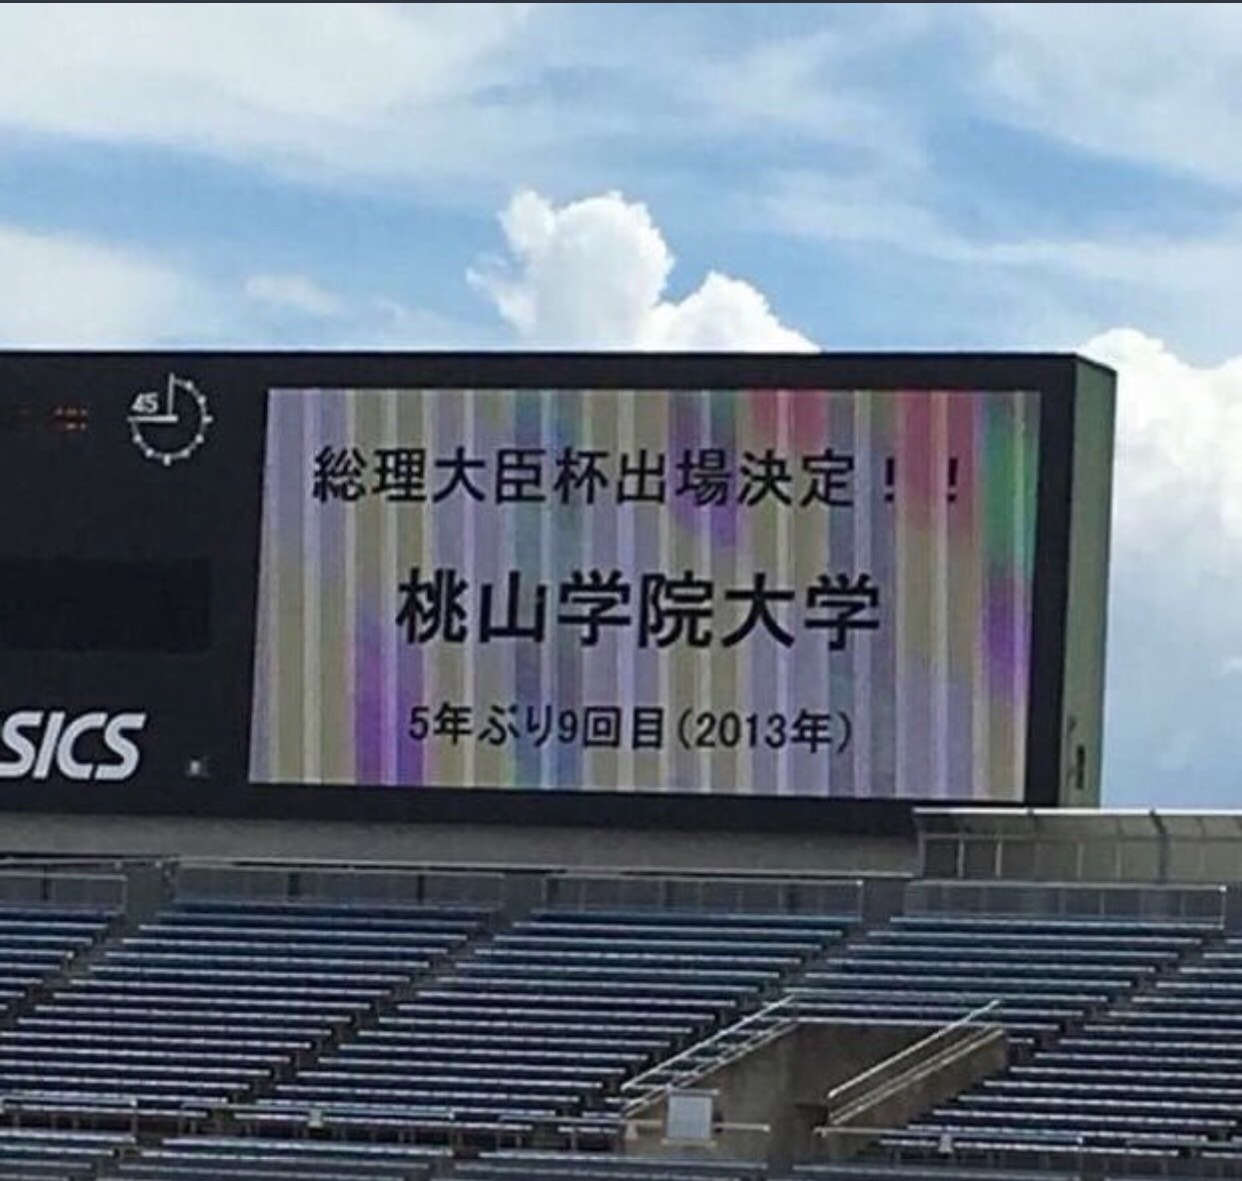 45
総理大臣杯出場決定！！
桃山学院大学
5年ぶり9回目（2013年）
SICS